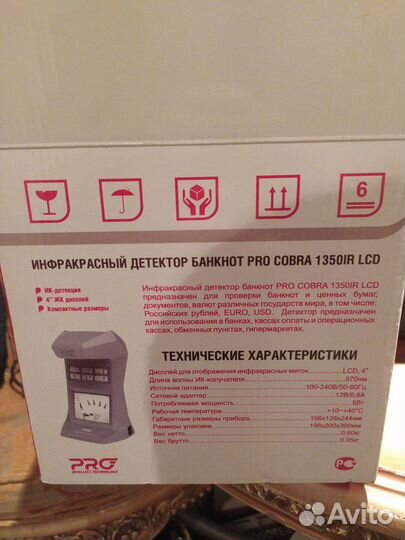 6
ИНФРАКРАСНЫЙ ДЕТЕКТОР БАНКНОТ PRO COBRA 1350IR LCD
ИК-детекция
4" ЖК дисплей
Компактные размеры
Инфракрасный детектор банкнот PRO COBRA 1350IR LCD
предназначен для проверки банкнот и ценных бумаг,
документов, валют различных государств мира, в том числе:
Российских рублей, EURO, USD. Детектор предназначен
для использования в банках, кассах оплаты и операционных
кассах, обменных пунктах, гипермаркетах.
ТЕХНИЧЕСКИЕ ХАРАКТЕРИСТИКИ
Дисплей для отображения инфракрасных меток LCD, 4"
Длина волны ИК-излучателя 870нм
Источник питания 100-240В/50-60Гц
Сетевой адаптер 12В/0,8А
Потребляемая мощность 5Вт
Рабочая температура +10~+40°C
Габаритные размеры прибора 156x128x244мм
Размеры упаковки 198x200x300мм
Вес нетто 0.60кг
Вес брутто 0,95кг
PRO
INTELLECT TECHNOLOGY
Avito